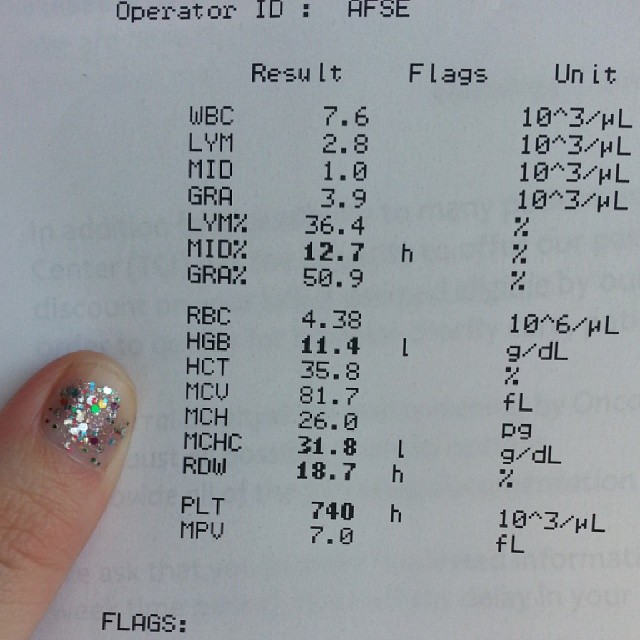 Operator ID : AFSE
Result Flags Unit
WBC 7.6 10^3/µL
LYM 2.8 10^3/µL
MID 1.0 10^3/µL
GRA 3.9 10^3/µL
LYM% 36.4 %
MID% 12.7 h %
GRA% 50.9 %
RBC 4.38 10^6/µL
HGB 11.4 l g/dL
HCT 35.8 %
MCV 81.7 fL
MCH 26.0 pg
MCHC 31.8 l g/dL
RDW 18.7 h %
PLT 740 h 10^3/µL
MPV 7.0 fL
FLAGS: